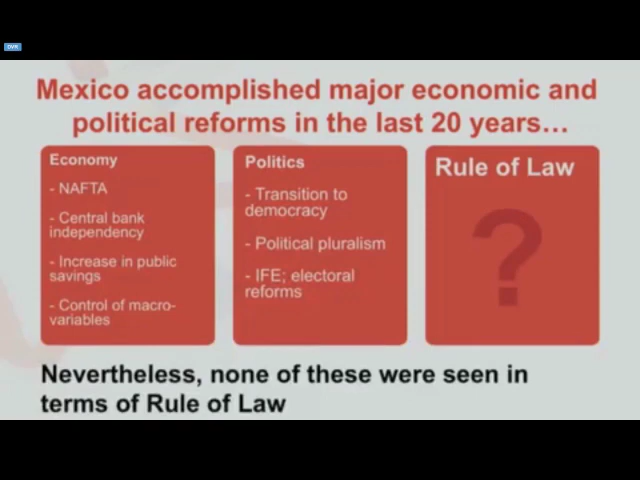 DVR
Mexico accomplished major economic and
political reforms in the last 20 years…
Economy
- NAFTA
- Central bank
independency
- Increase in public
savings
- Control of macro-
variables
Politics
- Transition to
democracy
- Political pluralism
- IFE; electoral
reforms
Rule of Law
?
Nevertheless, none of these were seen in
terms of Rule of Law